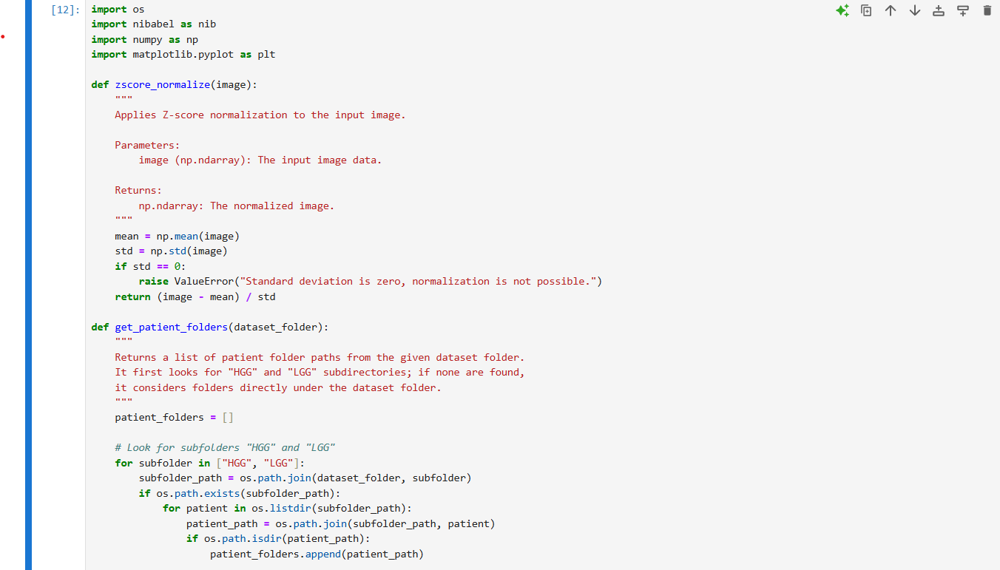 [12]:
import os
import nibabel as nib
import numpy as np
import matplotlib.pyplot as plt

def zscore_normalize(image):
    """
    Applies Z-score normalization to the input image.

    Parameters:
        image (np.ndarray): The input image data.

    Returns:
        np.ndarray: The normalized image.
    """
    mean = np.mean(image)
    std = np.std(image)
    if std == 0:
        raise ValueError("Standard deviation is zero, normalization is not possible.")
    return (image - mean) / std

def get_patient_folders(dataset_folder):
    """
    Returns a list of patient folder paths from the given dataset folder.
    It first looks for "HGG" and "LGG" subdirectories; if none are found,
    it considers folders directly under the dataset folder.
    """
    patient_folders = []

    # Look for subfolders "HGG" and "LGG"
    for subfolder in ["HGG", "LGG"]:
        subfolder_path = os.path.join(dataset_folder, subfolder)
        if os.path.exists(subfolder_path):
            for patient in os.listdir(subfolder_path):
                patient_path = os.path.join(subfolder_path, patient)
                if os.path.isdir(patient_path):
                    patient_folders.append(patient_path)